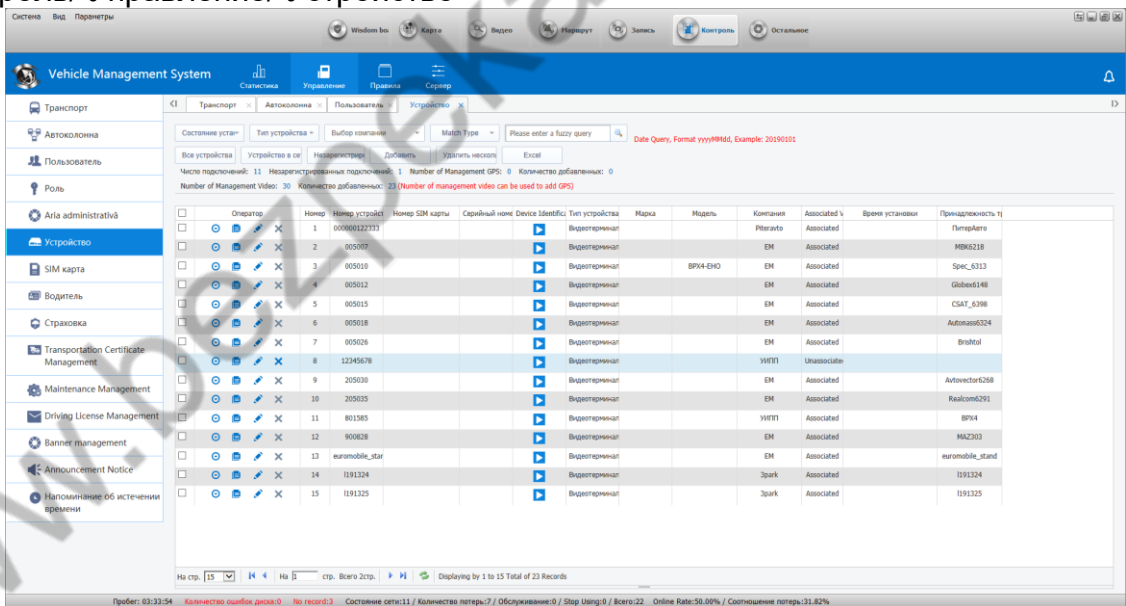 Система Вид Параметры
Wisdom bo Карта Видео Маршрут Запись Контроль Остальное
Vehicle Management System
Статистика Управление Правила Сервер
Транспорт Автоколонна Пользователь Устройство
Транспорт
Автоколонна
Пользователь
Роль
Aria administrativă
Устройство
SIM карта
Водитель
Страховка
Transportation Certificate
Management
Maintenance Management
Driving License Management
Banner management
Announcement Notice
Напоминание об истечении
времени
Состояние устан Тип устройства Выбор компании Match Type Please enter a fuzzy query Date Query, Format yyyyMMdd, Example: 20190101
Все устройства Устройство в сет Незарегистрир Добавить Удалить нескол Excel
Число подключений: 11 Незарегистрированных подключений: 1 Number of Management GPS: 0 Количество добавленных: 0
Number of Management Video: 30 Количество добавленных: 23 (Number of management video can be used to add GPS)
Оператор Номер Номер устройст Номер SIM карты Серийный номе Device Identific Тип устройства Марка Модель Компания Associated V Время установки Принадлежность т
1 000000122333 Видеотерминал Piteravto Associated ПитерАвто
2 005007 Видеотерминал EM Associated MBK6218
3 005010 Видеотерминал BPX4-EHO EM Associated Spec_6313
4 005012 Видеотерминал EM Associated Globex6148
5 005015 Видеотерминал EM Associated CSAT_6398
6 005018 Видеотерминал EM Associated Autonass6324
7 005026 Видеотерминал EM Associated Brishtol
8 12345678 Видеотерминал УИПП Unassociate
9 205030 Видеотерминал EM Associated Avtovector6268
10 205035 Видеотерминал EM Associated Realcom6291
11 801585 Видеотерминал УИПП Associated BPX4
12 900828 Видеотерминал EM Associated MAZ303
13 euromobile_star Видеотерминал EM Associated euromobile_stand
14 l191324 Видеотерминал 3park Associated l191324
15 l191325 Видеотерминал 3park Associated l191325
На стр. 15 На 1 стр. Всего 2стр. Displaying by 1 to 15 Total of 23 Records
Пробег: 03:33:54 Количество ошибок диска:0 No record:3 Состояние сети:11 / Количество потерь:7 / Обслуживание:0 / Stop Using:0 / Всего:22 Online Rate:50.00% / Соотношение потерь:31.82%